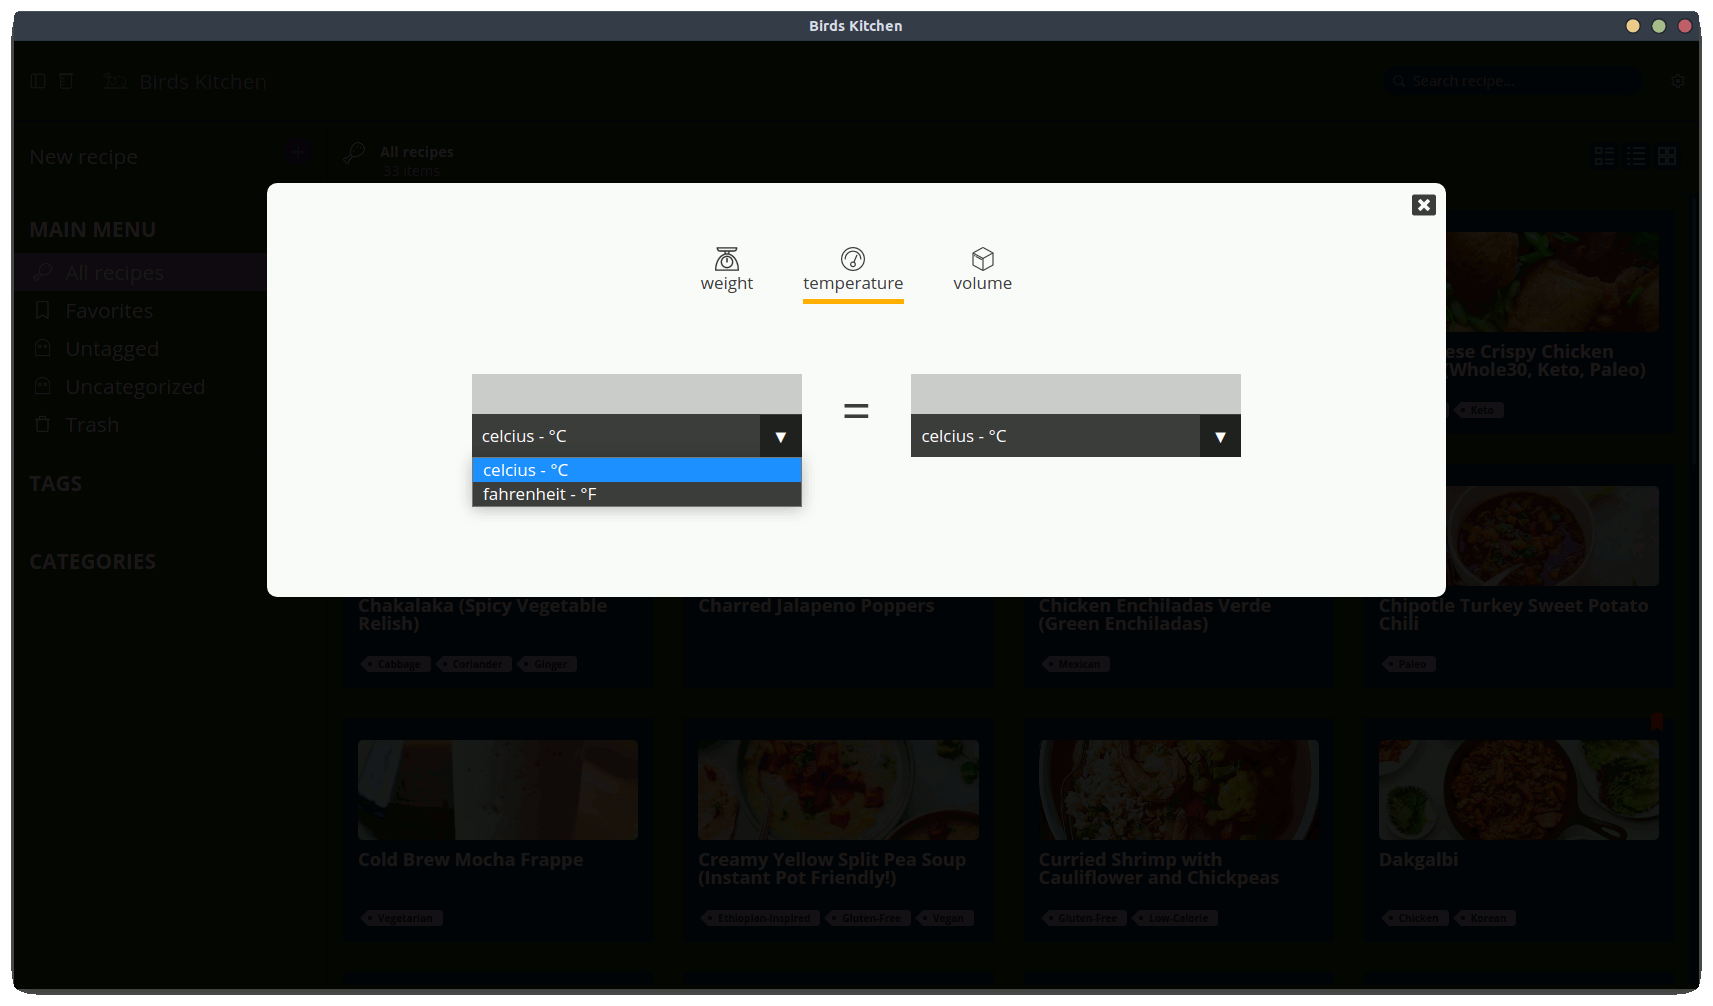 Birds Kitchen
Birds Kitchen
Search recipe...
New recipe
All recipes
33 items
MAIN MENU
All recipes
Favorites
Untagged
Uncategorized
Trash
TAGS
CATEGORIES
weight
temperature
volume
celcius - °C
▼
=
celcius - °C
▼
celcius - °C
fahrenheit - °F
ese Crispy Chicken
(Whole30, Keto, Paleo)
Keto
Chakalaka (Spicy Vegetable
Relish)
Cabbage
Coriander
Ginger
Charred Jalapeno Poppers
Chicken Enchiladas Verde
(Green Enchiladas)
Mexican
Chipotle Turkey Sweet Potato
Chili
Paleo
Cold Brew Mocha Frappe
Vegetarian
Creamy Yellow Split Pea Soup
(Instant Pot Friendly!)
Ethiopian-Inspired
Gluten-Free
Vegan
Curried Shrimp with
Cauliflower and Chickpeas
Gluten-Free
Low-Calorie
Dakgalbi
Chicken
Korean